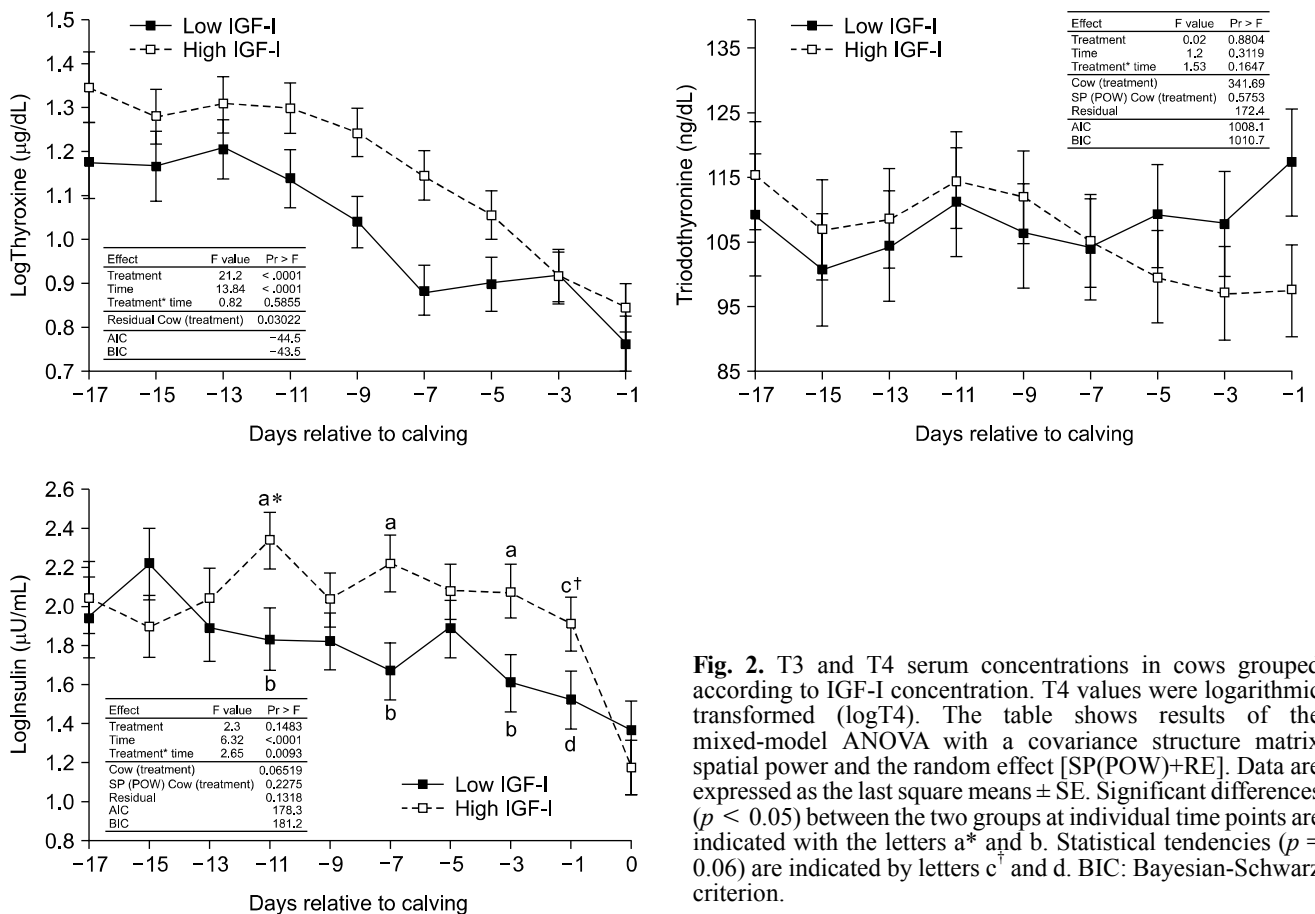 1.5
1.4
1.3
1.2
1.1
1.0
0.9
0.8
0.7
LogThyroxine (μg/dL)
Low IGF-I
High IGF-I
Effect F value Pr > F
Treatment 21.2 < .0001
Time 13.84 < .0001
Treatment* time 0.82 0.5855
Residual Cow (treatment) 0.03022
AIC −44.5
BIC −43.5
−17 −15 −13 −11 −9 −7 −5 −3 −1
Days relative to calving
135
125
115
105
95
85
Triodothyronine (ng/dL)
Low IGF-I
High IGF-I
Effect F value Pr > F
Treatment 0.02 0.8804
Time 1.2 0.3119
Treatment* time 1.53 0.1647
Cow (treatment) 341.69
SP (POW) Cow (treatment) 0.5753
Residual 172.4
AIC 1008.1
BIC 1010.7
−17 −15 −13 −11 −9 −7 −5 −3 −1
Days relative to calving
2.6
2.4
2.2
2.0
1.8
1.6
1.4
1.2
1.0
0.8
LogInsulin (μU/mL)
a*
a
a
c†
b
b
b
d
Effect F value Pr > F
Treatment 2.3 0.1483
Time 6.32 <.0001
Treatment* time 2.65 0.0093
Cow (treatment) 0.06519
SP (POW) Cow (treatment) 0.2275
Residual 0.1318
AIC 178.3
BIC 181.2
Low IGF-I
High IGF-I
−17 −15 −13 −11 −9 −7 −5 −3 −1 0
Days relative to calving
Fig. 2. T3 and T4 serum concentrations in cows grouped
according to IGF-I concentration. T4 values were logarithmic
transformed (logT4). The table shows results of the
mixed-model ANOVA with a covariance structure matrix
spatial power and the random effect [SP(POW)+RE]. Data are
expressed as the last square means ± SE. Significant differences
(p < 0.05) between the two groups at individual time points are
indicated with the letters a* and b. Statistical tendencies (p =
0.06) are indicated by letters c† and d. BIC: Bayesian-Schwarz
criterion.